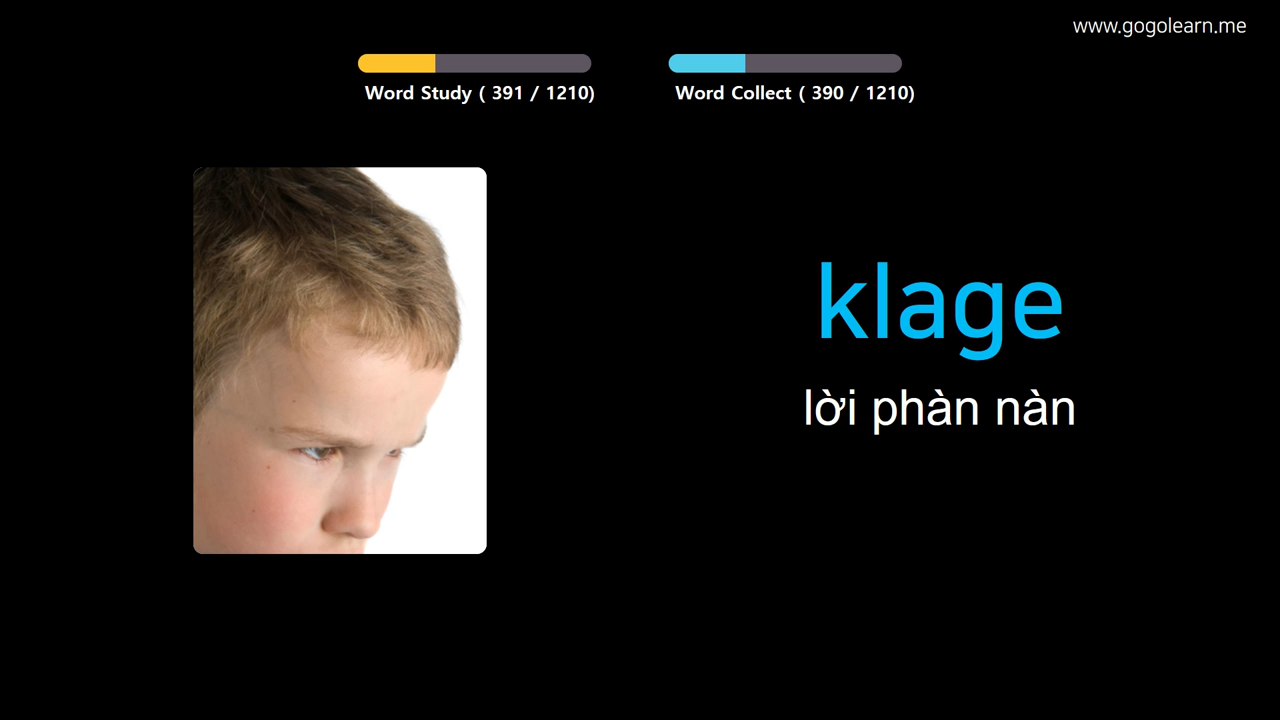 www.gogolearn.me
Word Study ( 391 / 1210)
Word Collect ( 390 / 1210)
klage
lời phàn nàn